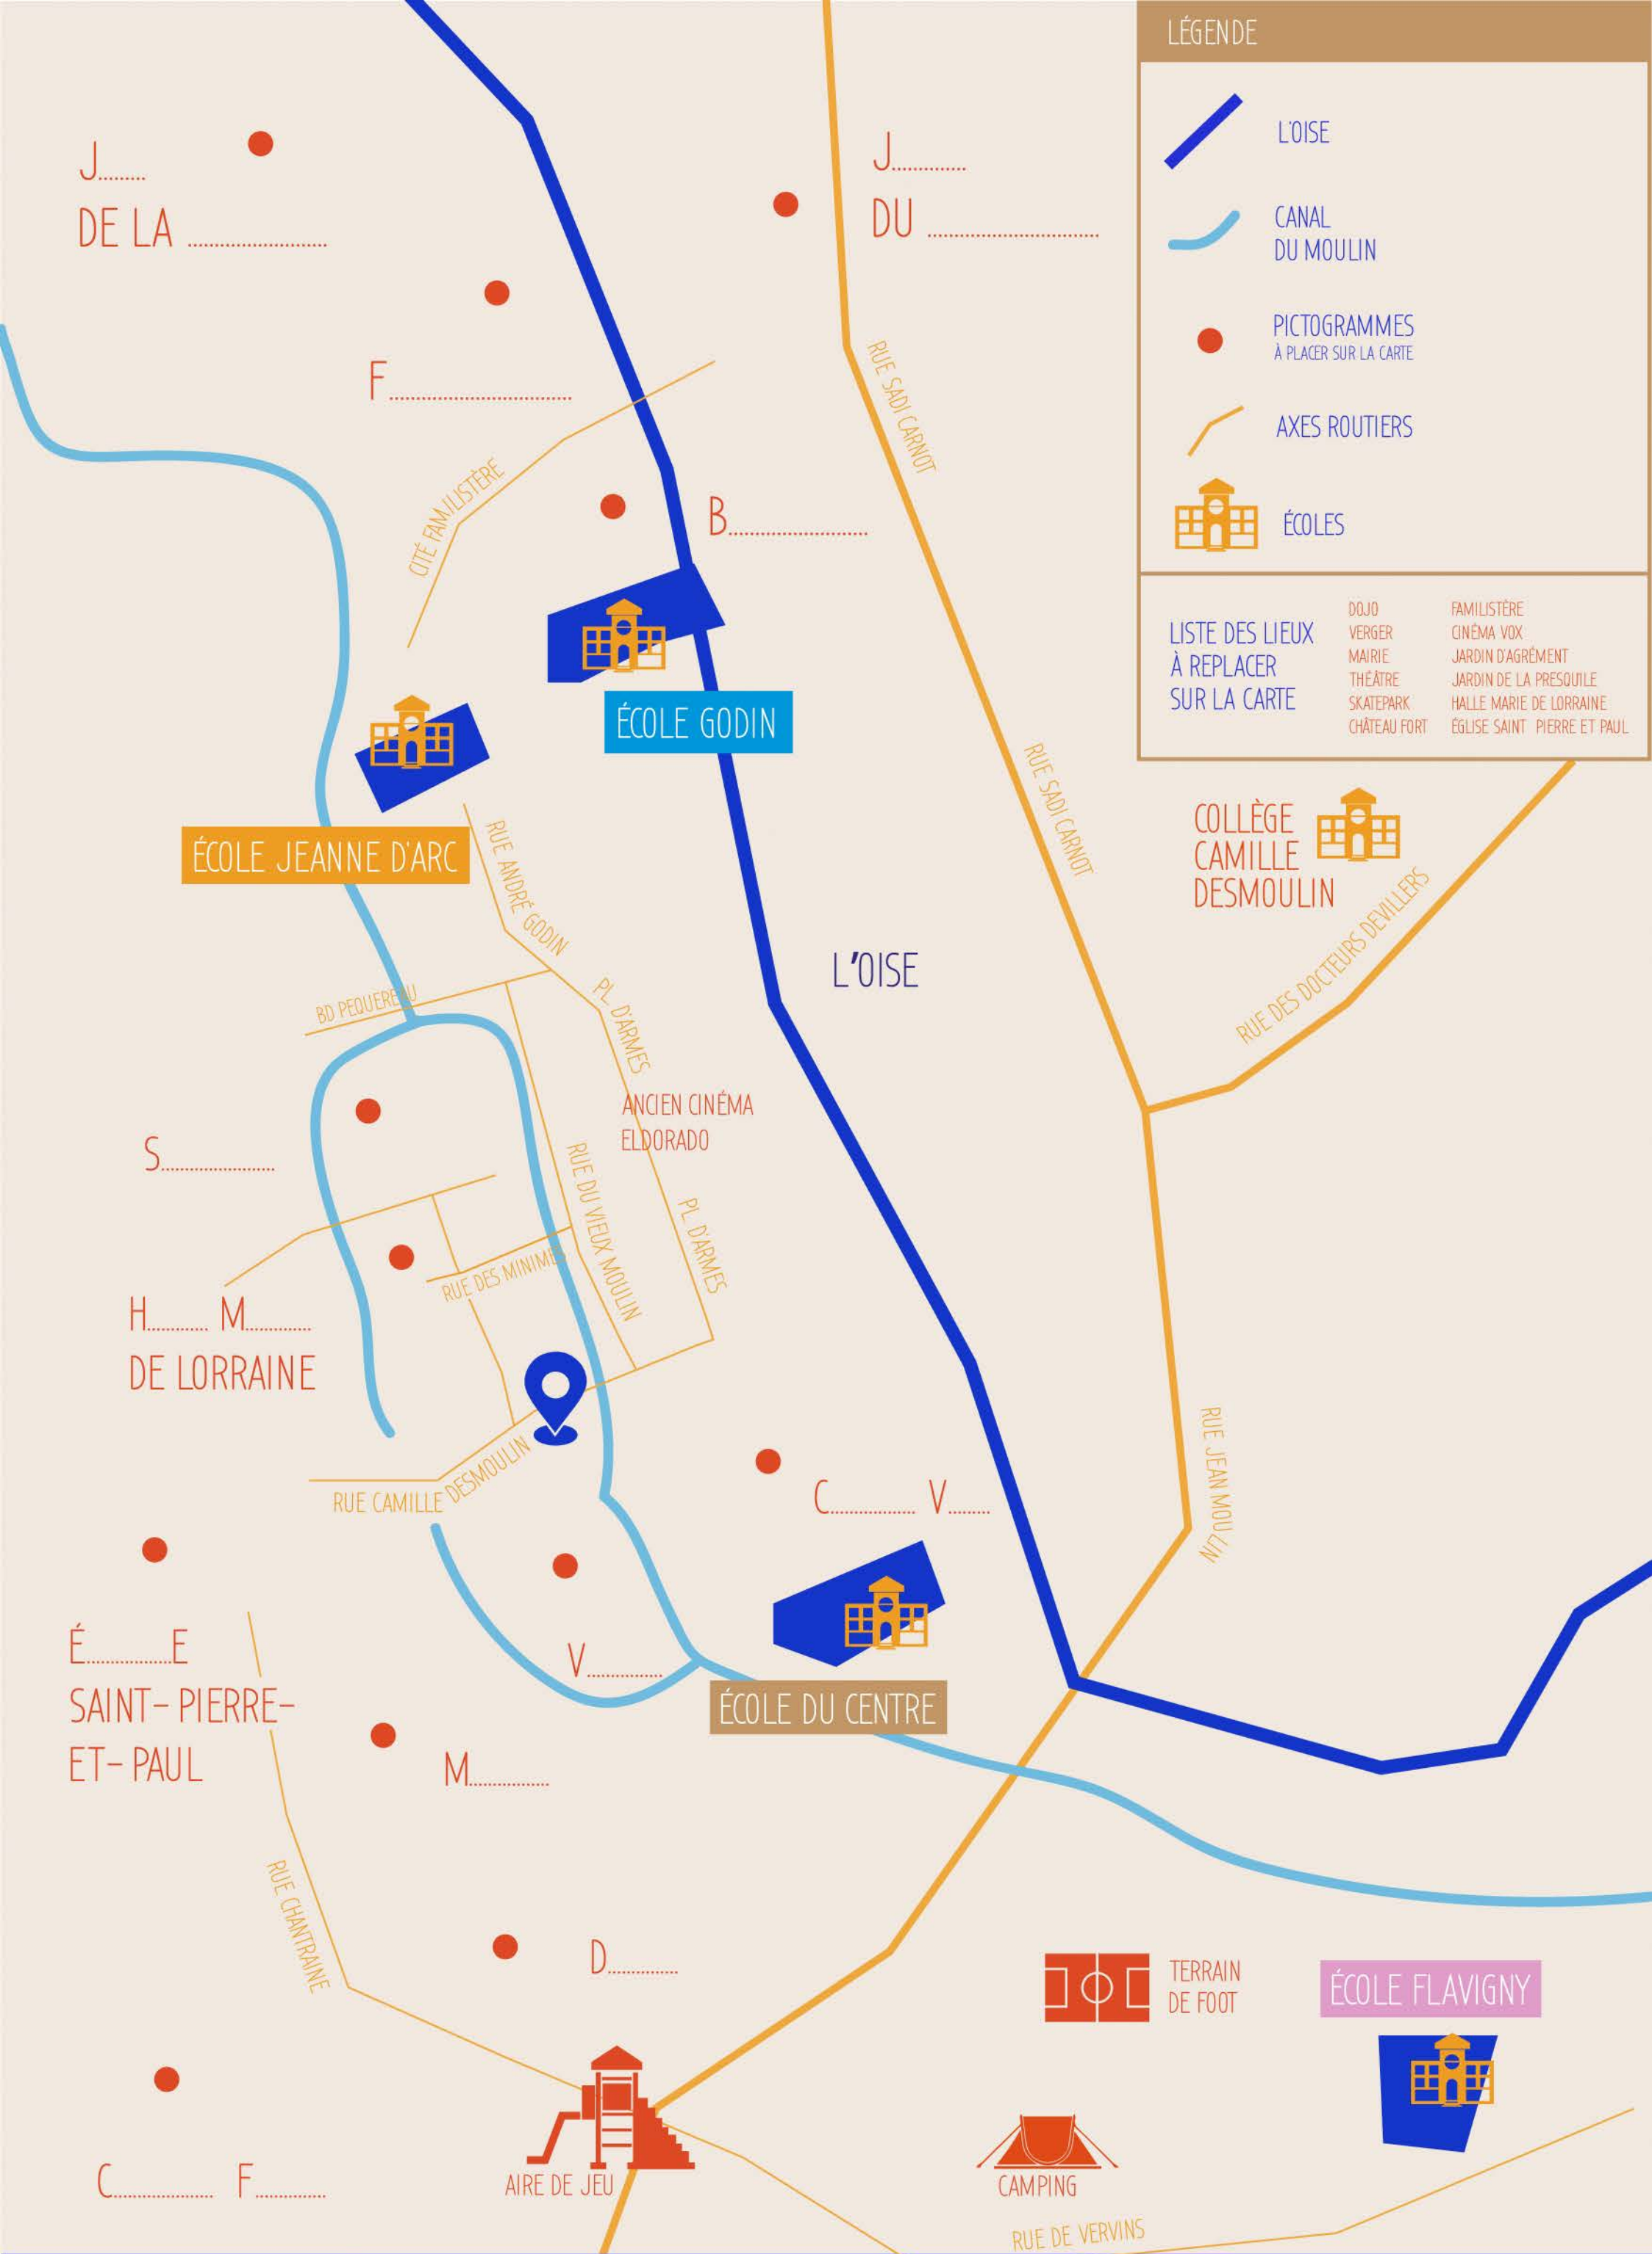 LÉGENDE
L'OISE
CANAL
DU MOULIN
PICTOGRAMMES
À PLACER SUR LA CARTE
AXES ROUTIERS
ÉCOLES
LISTE DES LIEUX
À REPLACER
SUR LA CARTE
DOJO
VERGER
MAIRIE
THÉÂTRE
SKATEPARK
CHÂTEAU FORT
FAMILISTÈRE
CINÉMA VOX
JARDIN D'AGRÉMENT
JARDIN DE LA PRESQU'ILE
HALLE MARIE DE LORRAINE
ÉGLISE SAINT PIERRE ET PAUL
J.........
DE LA ..........................
J..............
DU ................................
F..................................
RUE SADI CARNOT
CITÉ FAMILISTÈRE
B..........................
ÉCOLE GODIN
ÉCOLE JEANNE D'ARC
RUE ANDRÉ GODIN
RUE SADI CARNOT
COLLÈGE
CAMILLE
DESMOULIN
RUE DES DOCTEURS DEVILLERS
L'OISE
BD PEQUEREAU
PL. D'ARMES
ANCIEN CINÉMA
ELDORADO
S.....................
RUE DU VIEUX MOULIN
PL. D'ARMES
RUE DES MINIMES
H............ M.............
DE LORRAINE
RUE CAMILLE DESMOULIN
RUE JEAN MOULIN
C................ V........
É................E
SAINT-PIERRE-
ET-PAUL
V..............
ÉCOLE DU CENTRE
M...............
RUE CHANTRAINE
D.............
TERRAIN
DE FOOT
ÉCOLE FLAVIGNY
C................... F.............
AIRE DE JEU
CAMPING
RUE DE VERVINS